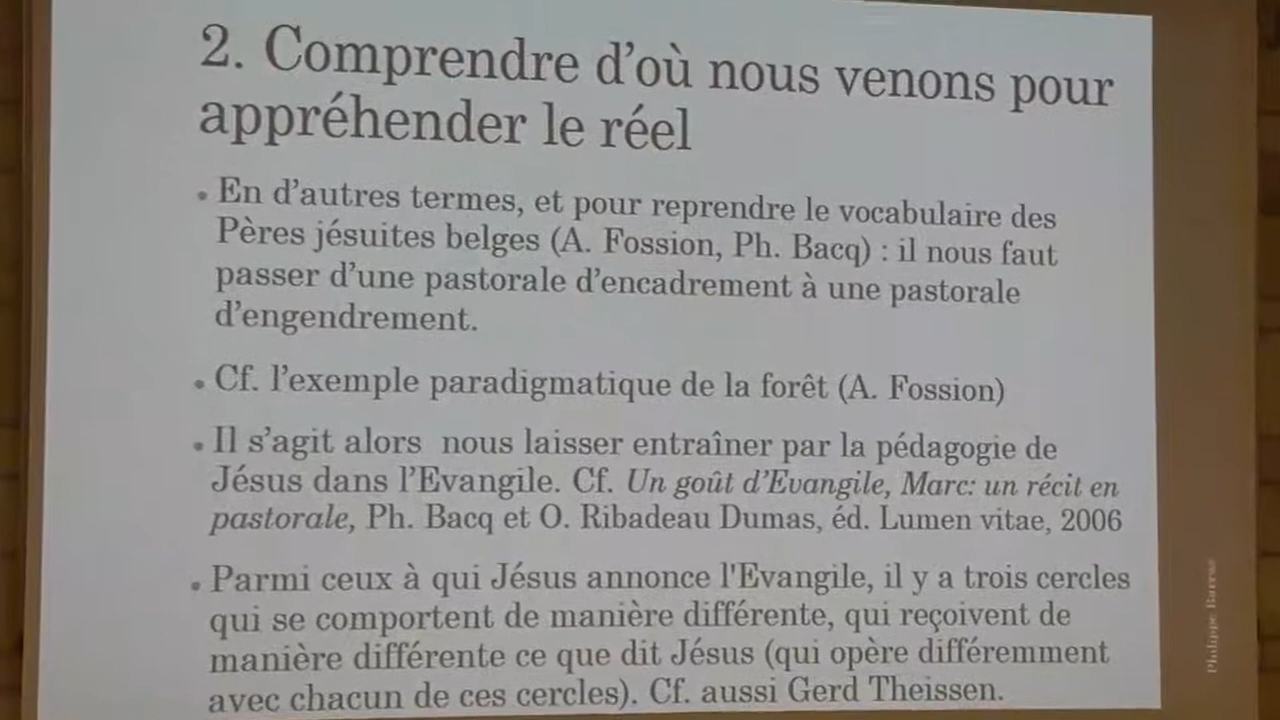 2. Comprendre d'où nous venons pour
appréhender le réel
• En d'autres termes, et pour reprendre le vocabulaire des
Pères jésuites belges (A. Fossion, Ph. Bacq) : il nous faut
passer d'une pastorale d'encadrement à une pastorale
d'engendrement.
• Cf. l'exemple paradigmatique de la forêt (A. Fossion)
• Il s'agit alors nous laisser entraîner par la pédagogie de
Jésus dans l'Evangile. Cf. Un goût d'Evangile, Marc: un récit en
pastorale, Ph. Bacq et O. Ribadeau Dumas, éd. Lumen vitae, 2006
• Parmi ceux à qui Jésus annonce l'Evangile, il y a trois cercles
qui se comportent de manière différente, qui reçoivent de
manière différente ce que dit Jésus (qui opère différemment
avec chacun de ces cercles). Cf. aussi Gerd Theissen.
Philippe